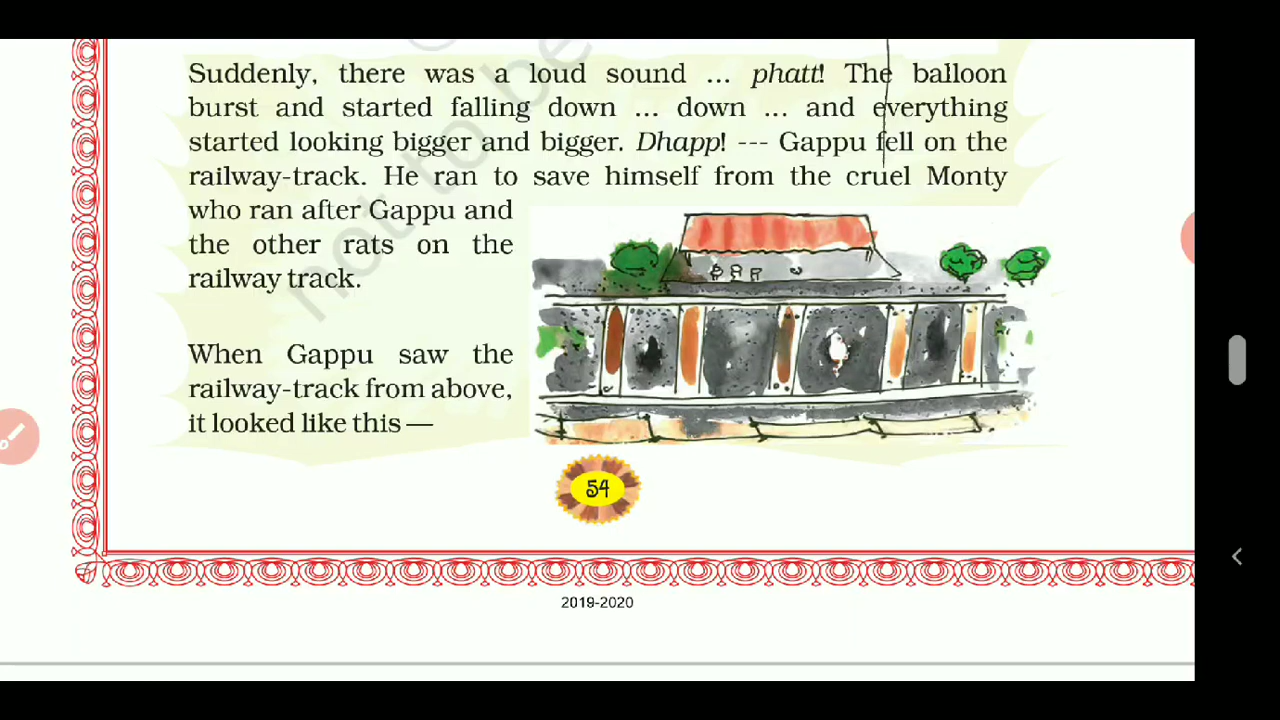 Suddenly, there was a loud sound ... phatt! The balloon
burst and started falling down ... down ... and everything
started looking bigger and bigger. Dhapp! --- Gappu fell on the
railway-track. He ran to save himself from the cruel Monty
who ran after Gappu and
the other rats on the
railway track.
When Gappu saw the
railway-track from above,
it looked like this —
54
2019-2020
not to be